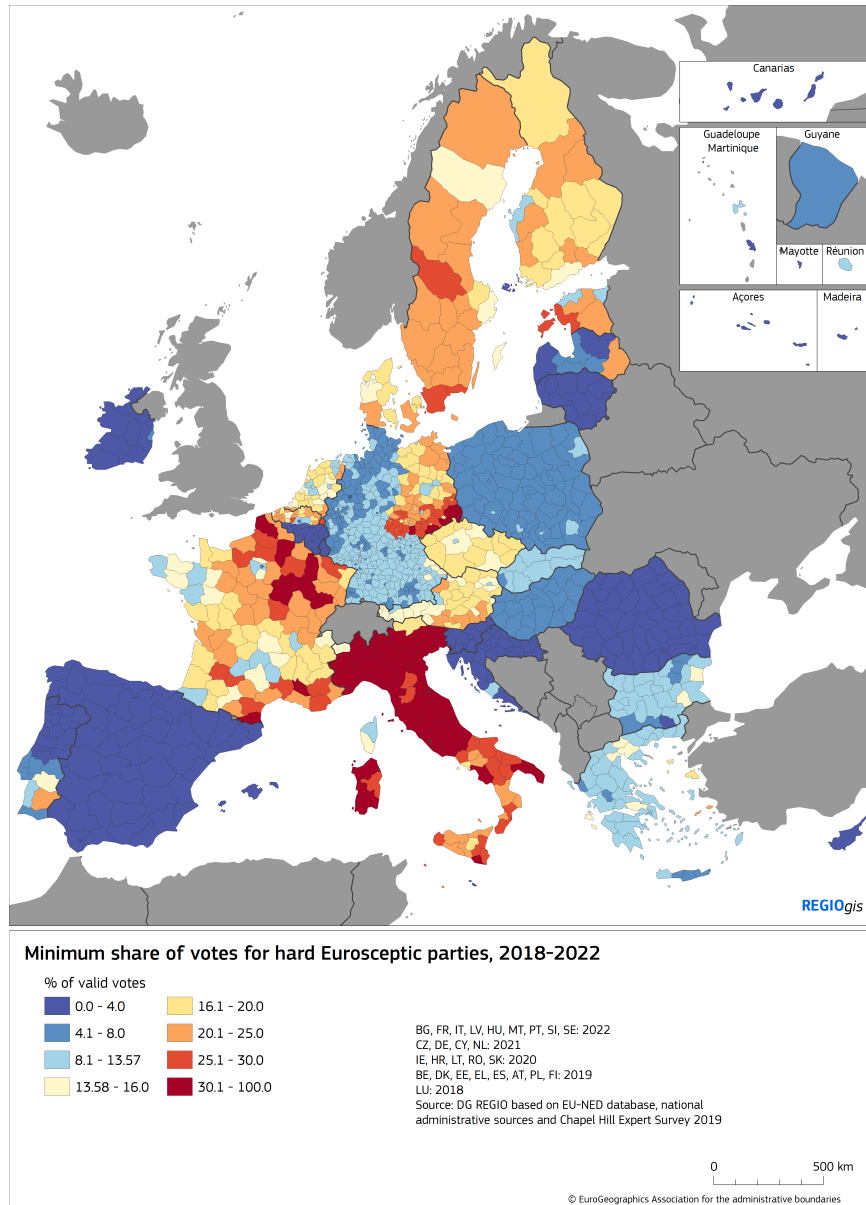 Canarias
Guadeloupe
Martinique
Guyane
Mayotte
Réunion
Açores
Madeira
REGIOgis
Minimum share of votes for hard Eurosceptic parties, 2018-2022
% of valid votes
0.0 - 4.0
4.1 - 8.0
8.1 - 13.57
13.58 - 16.0
16.1 - 20.0
20.1 - 25.0
25.1 - 30.0
30.1 - 100.0
BG, FR, IT, LV, HU, MT, PT, SI, SE: 2022
CZ, DE, CY, NL: 2021
IE, HR, LT, RO, SK: 2020
BE, DK, EE, EL, ES, AT, PL, FI: 2019
LU: 2018
Source: DG REGIO based on EU-NED database, national
administrative sources and Chapel Hill Expert Survey 2019
0 500 km
© EuroGeographics Association for the administrative boundaries